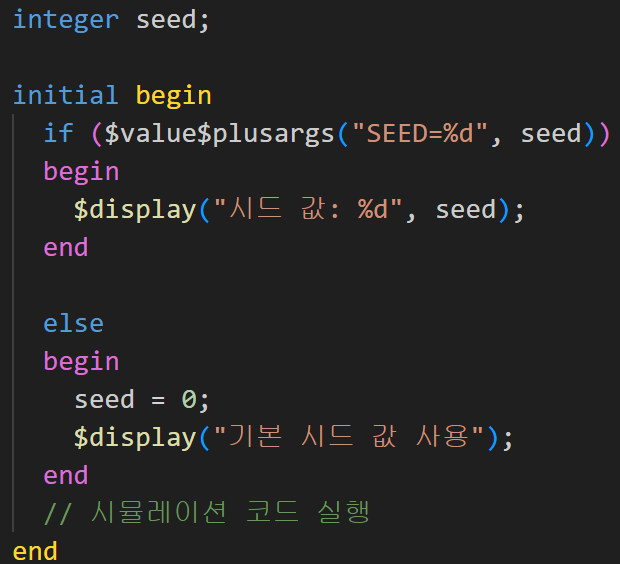 integer seed;
initial begin
if ($value$plusargs("SEED=%d", seed))
begin
$display("시드 값: %d", seed);
end
else
begin
seed = 0;
$display("기본 시드 값 사용");
end
// 시뮬레이션 코드 실행
end